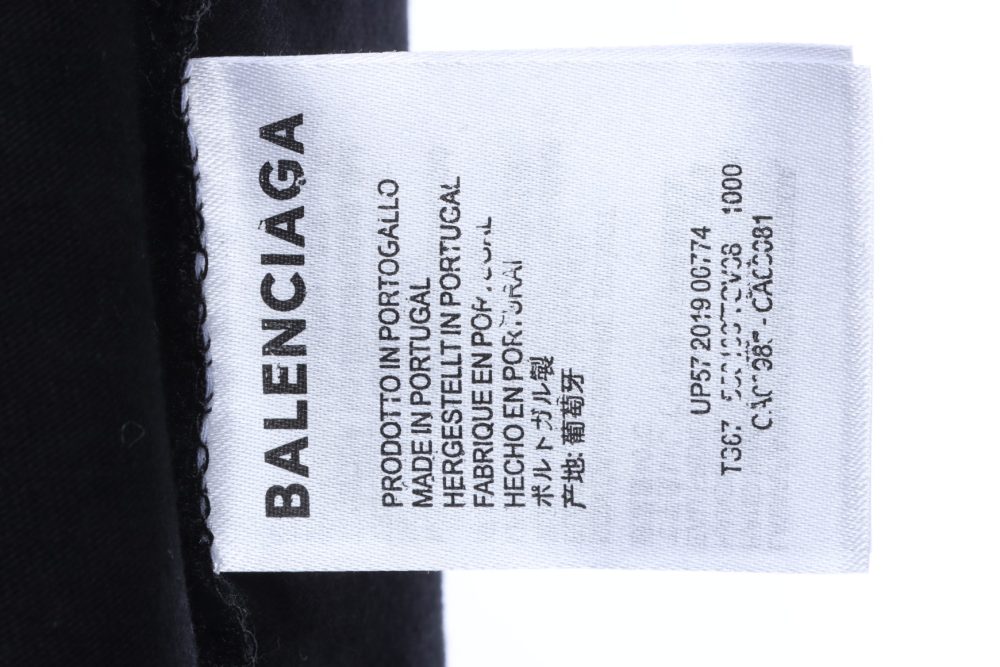 BALENCIAGA
PRODOTTO IN PORTOGALLO
MADE IN PORTUGAL
HERGESTELLT IN PORTUGAL
FABRIQUE EN
HECHO EN
ポルトガル製
产地: 葡萄牙
UP57 2019 00774
1000